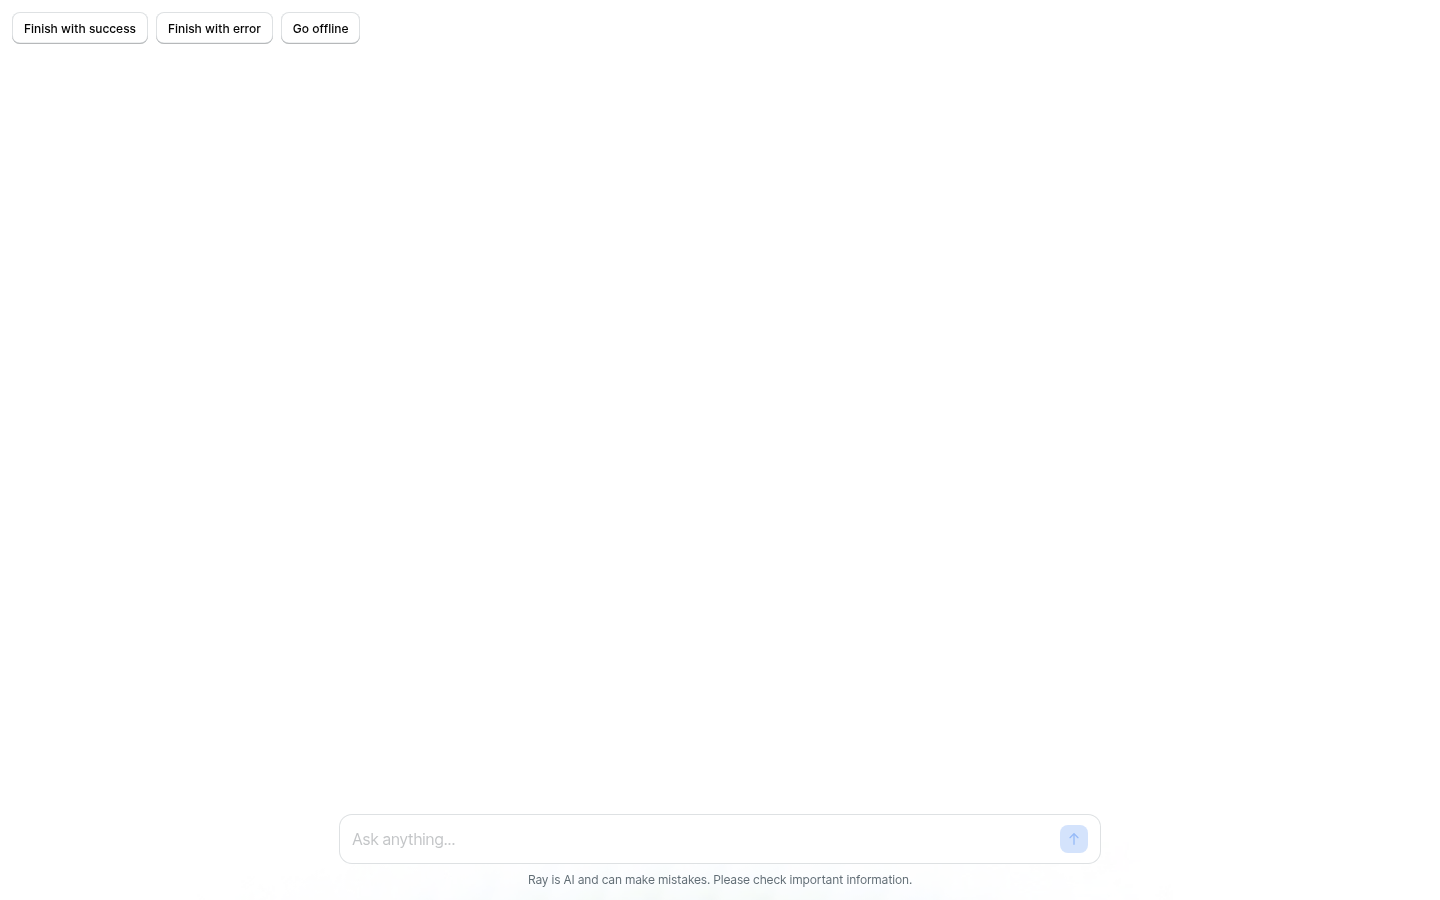 Finish with success
Finish with error
Go offline
Ask anything...
Ray is AI and can make mistakes. Please check important information.